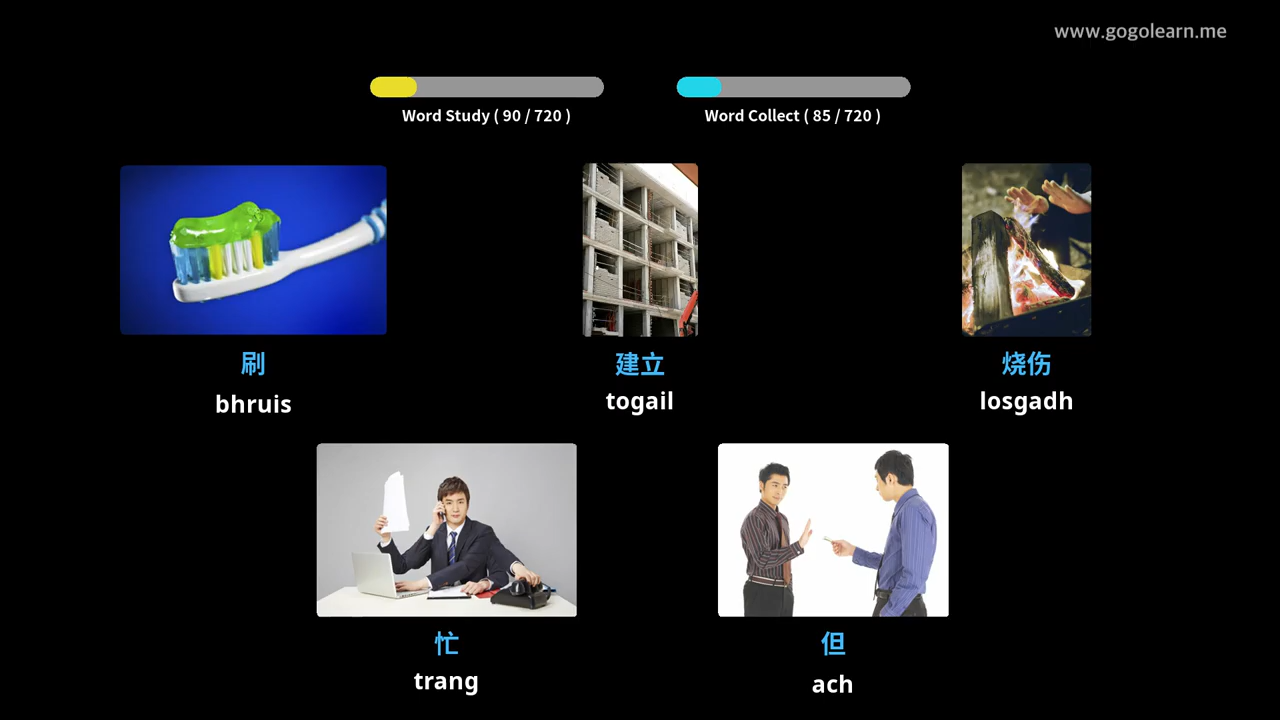 www.gogolearn.me
Word Study ( 90 / 720 )
Word Collect ( 85 / 720 )
刷
bhruis
建立
togail
烧伤
losgadh
忙
trang
但
ach